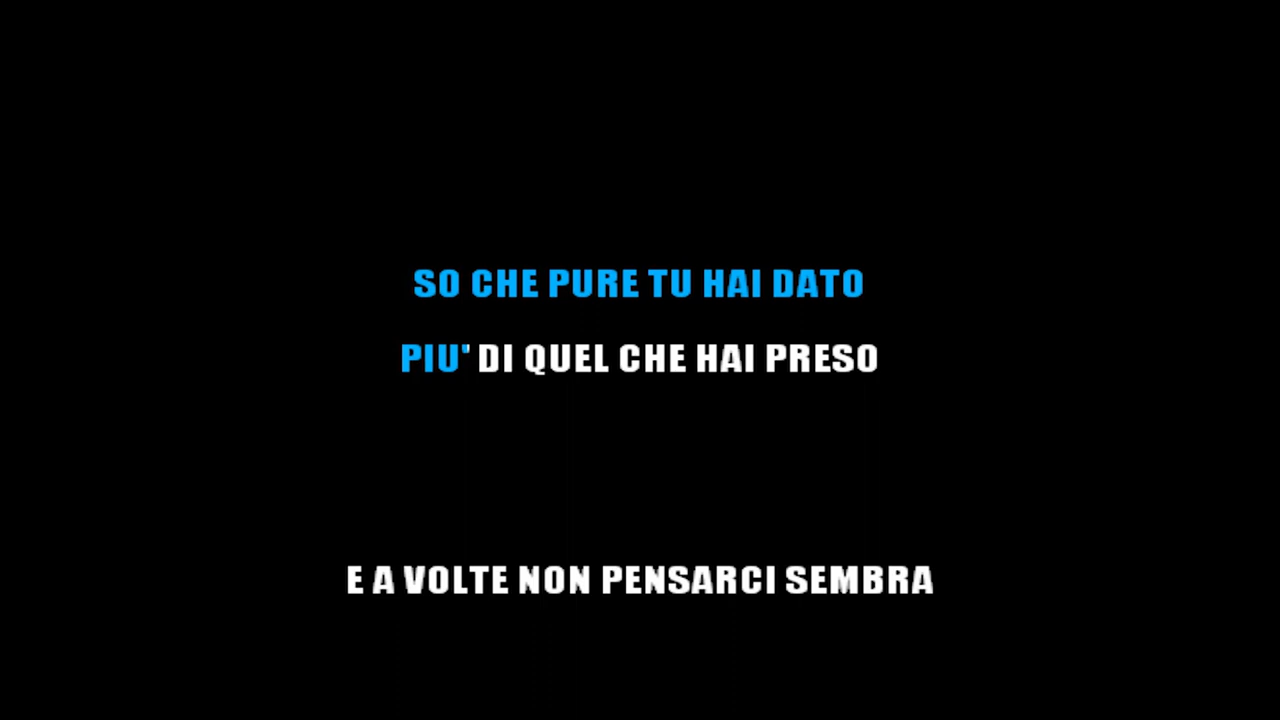 SO CHE PURE TU HAI DATO
PIU' DI QUEL CHE HAI PRESO
E A VOLTE NON PENSARCI SEMBRA